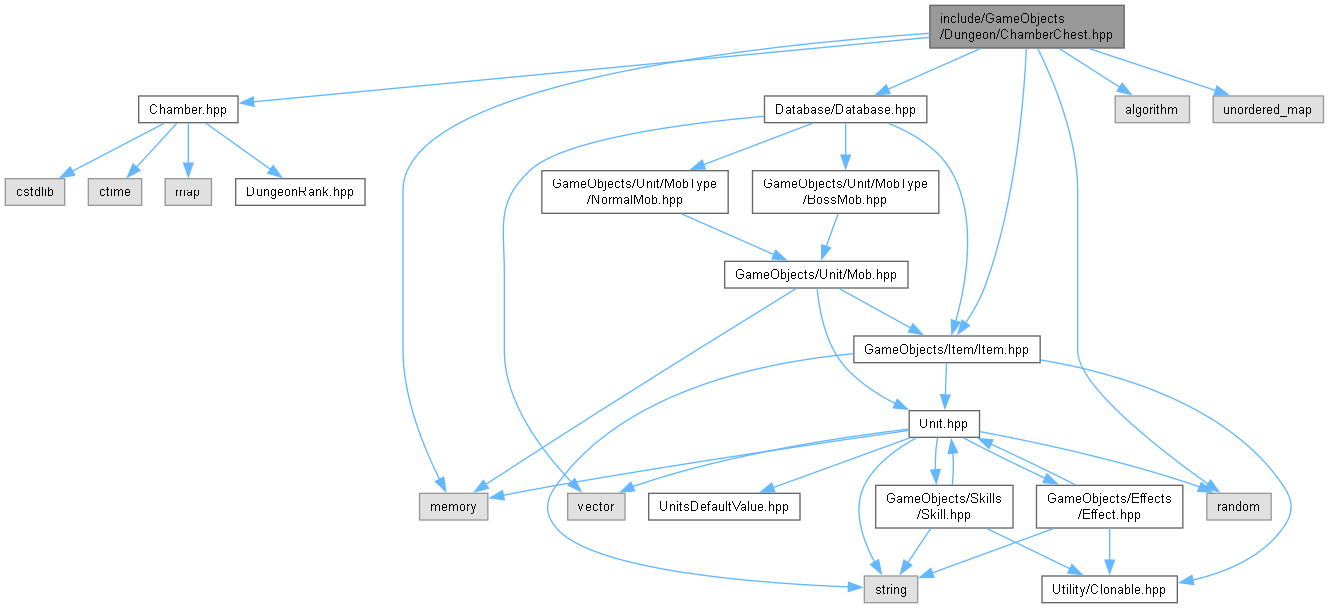 include/GameObjects
/Dungeon/ChamberChest.hpp
Chamber.hpp
Database/Database.hpp
algorithm
unordered_map
cstdlib
ctime
map
DungeonRank.hpp
GameObjects/Unit/MobType
/NormalMob.hpp
GameObjects/Unit/MobType
/BossMob.hpp
GameObjects/Unit/Mob.hpp
GameObjects/Item/Item.hpp
Unit.hpp
memory
vector
UnitsDefaultValue.hpp
GameObjects/Skills
/Skill.hpp
GameObjects/Effects
/Effect.hpp
random
string
Utility/Clonable.hpp